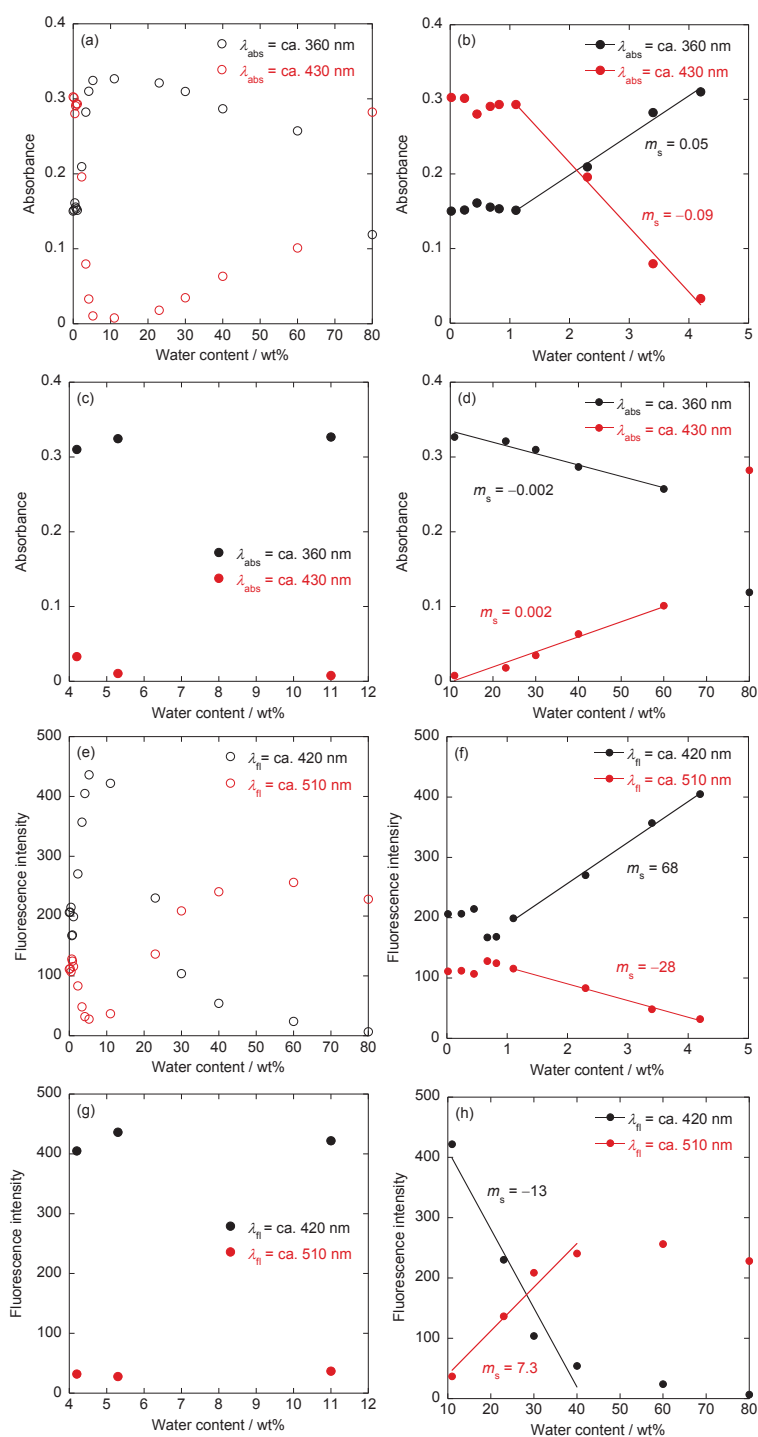 (a)
λabs = ca. 360 nm
λabs = ca. 430 nm
0.4
0.3
0.2
0.1
0
Absorbance
0 10 20 30 40 50 60 70 80
Water content / wt%
(b)
λabs = ca. 360 nm
λabs = ca. 430 nm
ms = 0.05
ms = −0.09
0.4
0.3
0.2
0.1
0
Absorbance
0 1 2 3 4 5
Water content / wt%
(c)
λabs = ca. 360 nm
λabs = ca. 430 nm
0.4
0.3
0.2
0.1
0
Absorbance
4 5 6 7 8 9 10 11 12
Water content / wt%
(d)
λabs = ca. 360 nm
λabs = ca. 430 nm
ms = −0.002
ms = 0.002
0.4
0.3
0.2
0.1
0
Absorbance
10 20 30 40 50 60 70 80
Water content / wt%
(e)
λfl = ca. 420 nm
λfl = ca. 510 nm
500
400
300
200
100
0
Fluorescence intensity
0 10 20 30 40 50 60 70 80
Water content / wt%
(f)
λfl = ca. 420 nm
λfl = ca. 510 nm
ms = 68
ms = −28
500
400
300
200
100
0
Fluorescence intensity
0 1 2 3 4 5
Water content / wt%
(g)
λfl = ca. 420 nm
λfl = ca. 510 nm
500
400
300
200
100
0
Fluorescence intensity
4 5 6 7 8 9 10 11 12
Water content / wt%
(h)
λfl = ca. 420 nm
λfl = ca. 510 nm
ms = −13
ms = 7.3
500
400
300
200
100
0
Fluorescence intensity
10 20 30 40 50 60 70 80
Water content / wt%